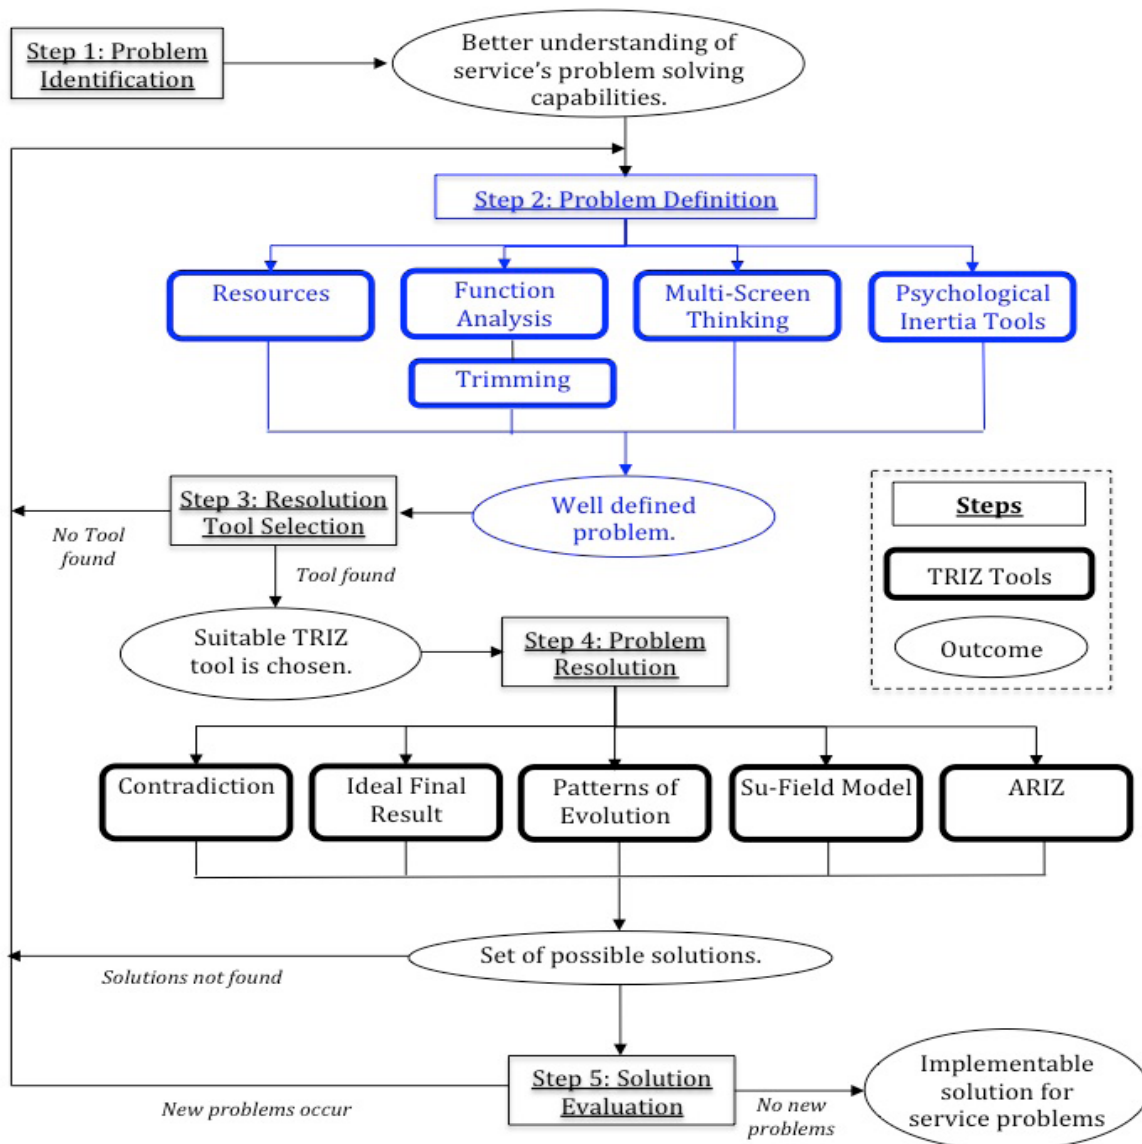 Step 1: Problem
Identification
Better understanding of
service's problem solving
capabilities.
Step 2: Problem Definition
Resources
Function
Analysis
Multi-Screen
Thinking
Psychological
Inertia Tools
Trimming
Step 3: Resolution
Tool Selection
Well defined
problem.
No Tool
found
Tool found
Steps
TRIZ Tools
Outcome
Suitable TRIZ
tool is chosen.
Step 4: Problem
Resolution
Contradiction
Ideal Final
Result
Patterns of
Evolution
Su-Field Model
ARIZ
Set of possible solutions.
Solutions not found
Step 5: Solution
Evaluation
New problems occur
No new
problems
Implementable
solution for
service problems